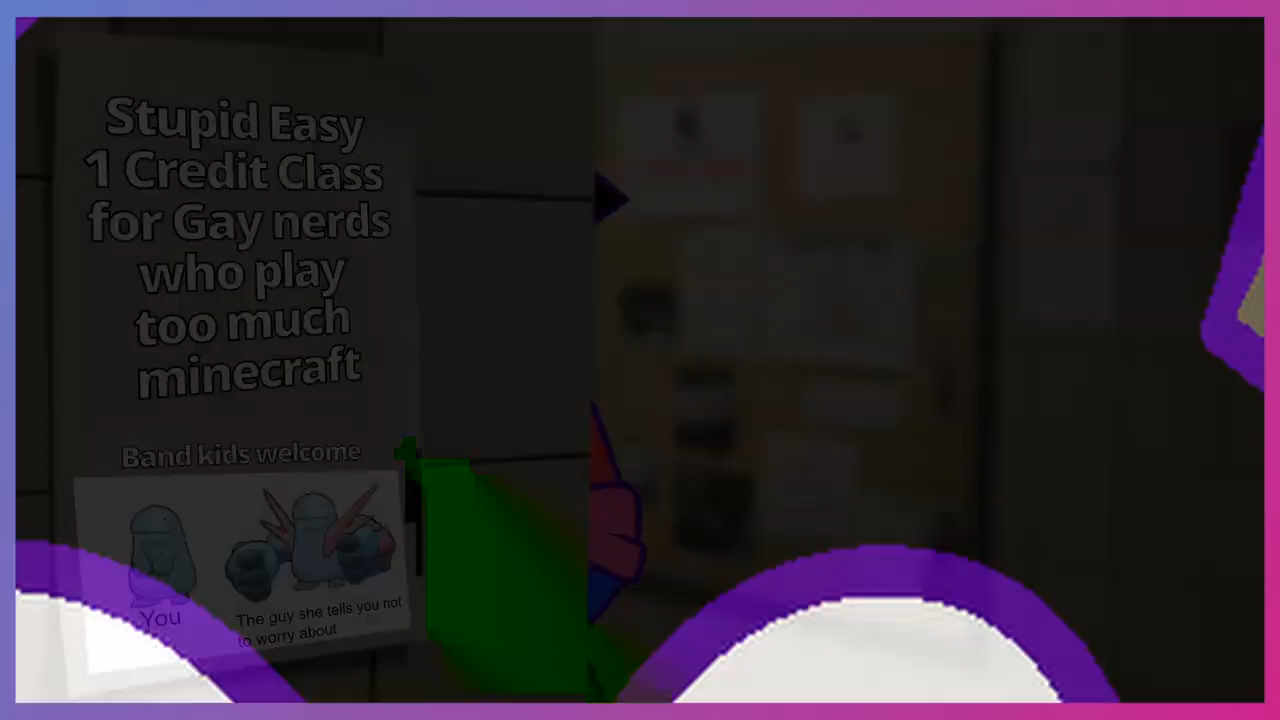 Stupid Easy
1 Credit Class
for Gay nerds
who play
too much
minecraft
Band kids welcome
You
The guy she tells you not
to worry about